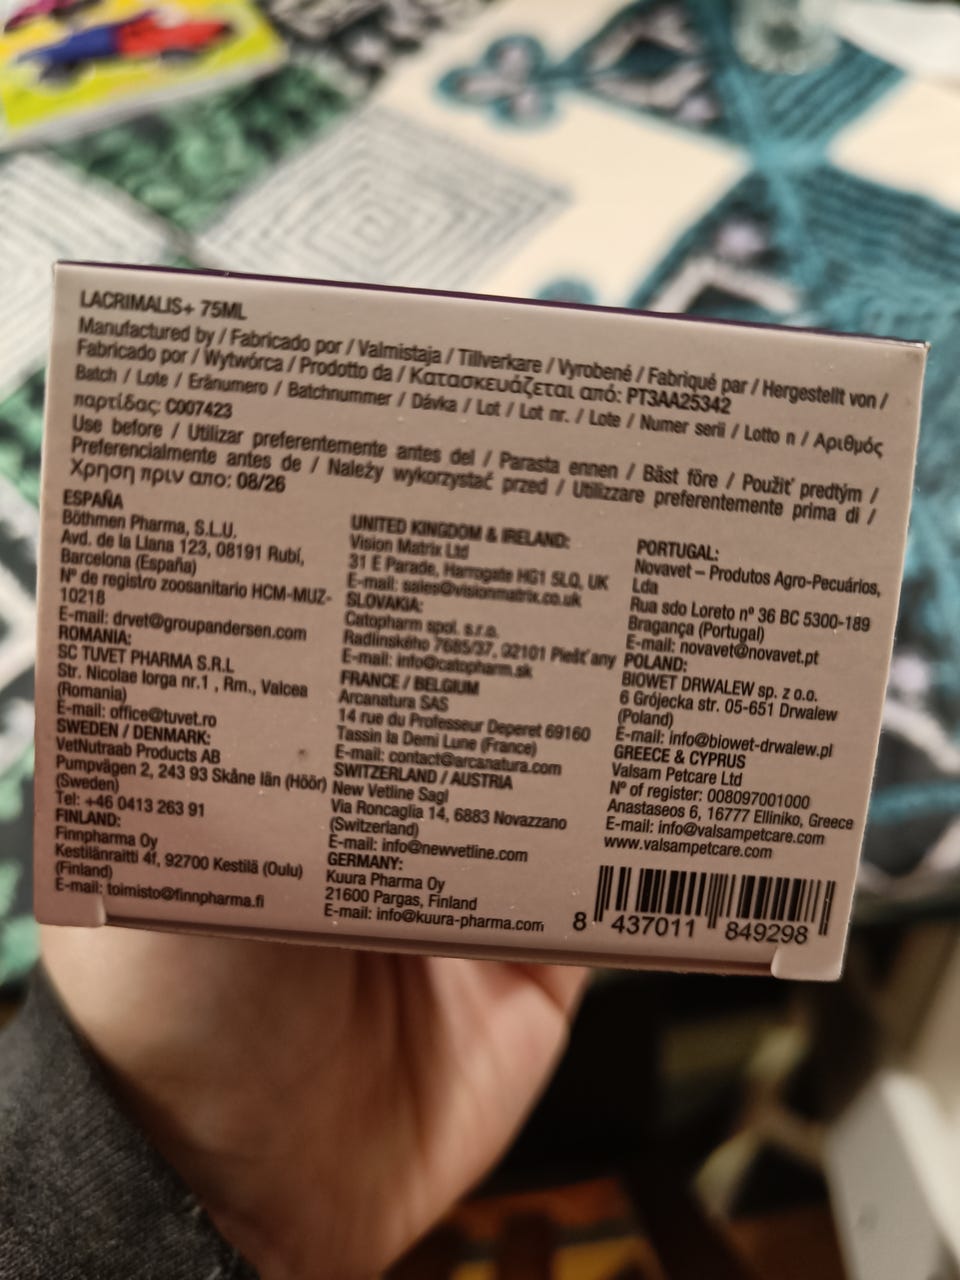 LACRIMALIS+ 75ML
Manufactured by / Fabricado por / Valmistaja / Tillverkare / Vyrobené / Fabriqué par / Hergestellt von /
Fabricado por / Wytwórca / Prodotto da / Κατασκευάζεται από: PT3AA25342
Batch / Lote / Eränumero / Batchnummer / Dávka / Lot / Lot nr. / Lote / Numer serii / Lotto n / Αριθμός
παρτίδας: C007423
Use before / Utilizar preferentemente antes del / Parasta ennen / Bäst före / Použiť predtým /
Preferencialmente antes de / Należy wykorzystać przed / Utilizzare preferentemente prima di /
Χρηση πριν απο: 08/26
ESPAÑA
Böthmen Pharma, S.L.U.
Avd. de la Llana 123, 08191 Rubí,
Barcelona (España)
Nº de registro zoosanitario HCM-MUZ-
10218
E-mail: drvet@groupandersen.com
ROMANIA:
SC TUVET PHARMA S.R.L
Str. Nicolae Iorga nr.1 , Rm., Valcea
(Romania)
E-mail: office@tuvet.ro
SWEDEN / DENMARK:
VetNutraab Products AB
Pumpvägen 2, 243 93 Skåne län (Höör)
(Sweden)
Tel: +46 0413 263 91
FINLAND:
Finnpharma Oy
Kestilänraitti 4f, 92700 Kestilä (Oulu)
(Finland)
E-mail: toimisto@finnpharma.fi
UNITED KINGDOM & IRELAND:
Vision Matrix Ltd
31 E Parade, Harrogate HG1 5LQ, UK
E-mail: sales@visionmatrix.co.uk
SLOVAKIA:
Catopharm spol. s.r.o.
Radlinského 7685/37, 92101 Piešťany
E-mail: info@catopharm.sk
FRANCE / BELGIUM
Arcanatura SAS
14 rue du Professeur Deperet 69160
Tassin la Demi Lune (France)
E-mail: contact@arcanatura.com
SWITZERLAND / AUSTRIA
New Vetline Sagl
Via Roncaglia 14, 6883 Novazzano
(Switzerland)
E-mail: info@newvetline.com
GERMANY:
Kuura Pharma Oy
21600 Pargas, Finland
E-mail: info@kuura-pharma.com
PORTUGAL:
Novavet – Produtos Agro-Pecuários,
Lda
Rua sdo Loreto nº 36 BC 5300-189
Bragança (Portugal)
E-mail: novavet@novavet.pt
POLAND:
BIOWET DRWALEW sp. z o.o.
6 Grójecka str. 05-651 Drwalew
(Poland)
E-mail: info@biowet-drwalew.pl
GREECE & CYPRUS
Valsam Petcare Ltd
Nº of register: 008097001000
Anastaseos 6, 16777 Elliniko, Greece
E-mail: info@valsampetcare.com
www.valsampetcare.com
8 437011 849298